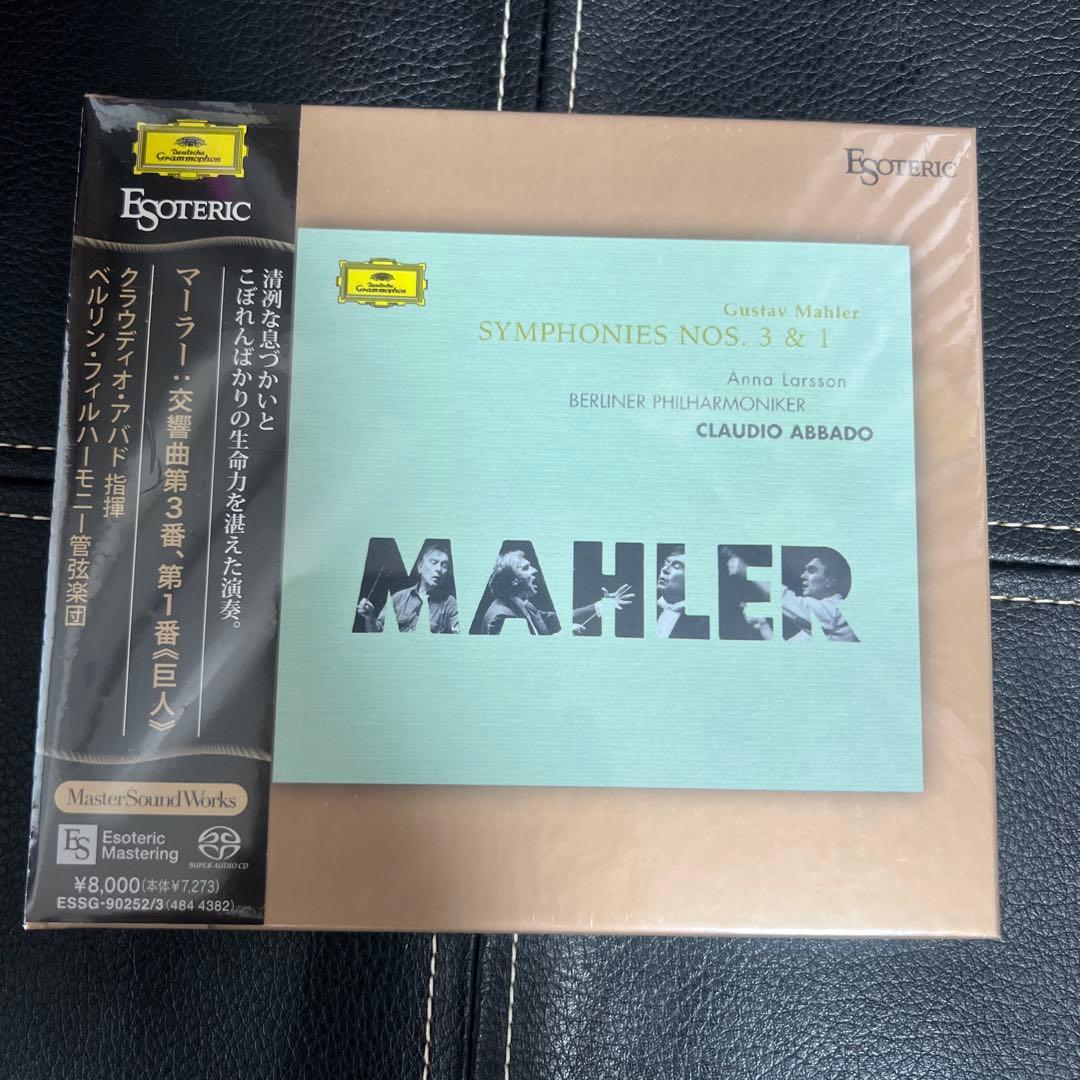 Deutsche
Grammophon
ESOTERIC
清冽な息づかいと
こぼれんばかりの生命力を湛えた演奏。
マーラー：交響曲第3番、第1番《巨人》
クラウディオ・アバド 指揮
ベルリン・フィルハーモニー管弦楽団
MasterSoundWorks
ES
Esoteric
Mastering
SUPER AUDIO CD
¥8,000(本体¥7,273)
ESSG-90252/3(484 4382)
ESOTERIC
Deutsche
Grammophon
Gustav Mahler
SYMPHONIES NOS. 3 & 1
Anna Larsson
BERLINER PHILHARMONIKER
CLAUDIO ABBADO
MAHLER